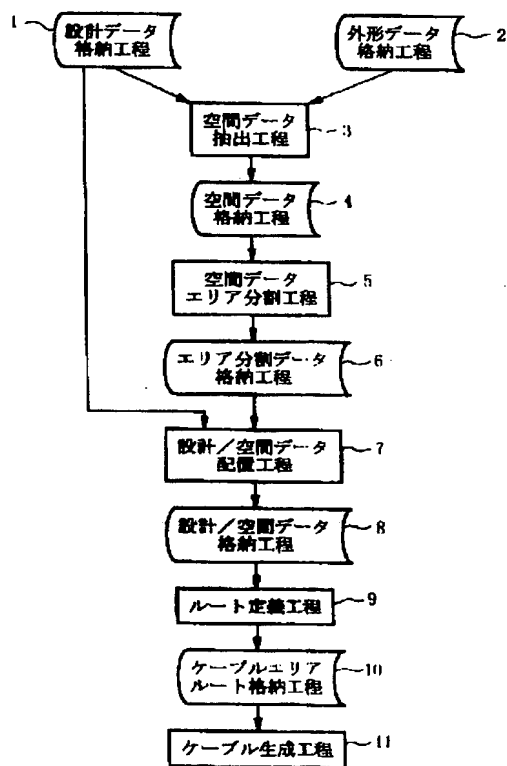 1
設計データ
格納工程
外形データ
格納工程
2
空間データ
抽出工程
3
空間データ
格納工程
4
空間データ
エリア分割工程
5
エリア分割データ
格納工程
6
設計/空間データ
配置工程
7
設計/空間データ
格納工程
8
ルート定義工程
9
ケーブルエリア
ルート格納工程
10
ケーブル生成工程
11